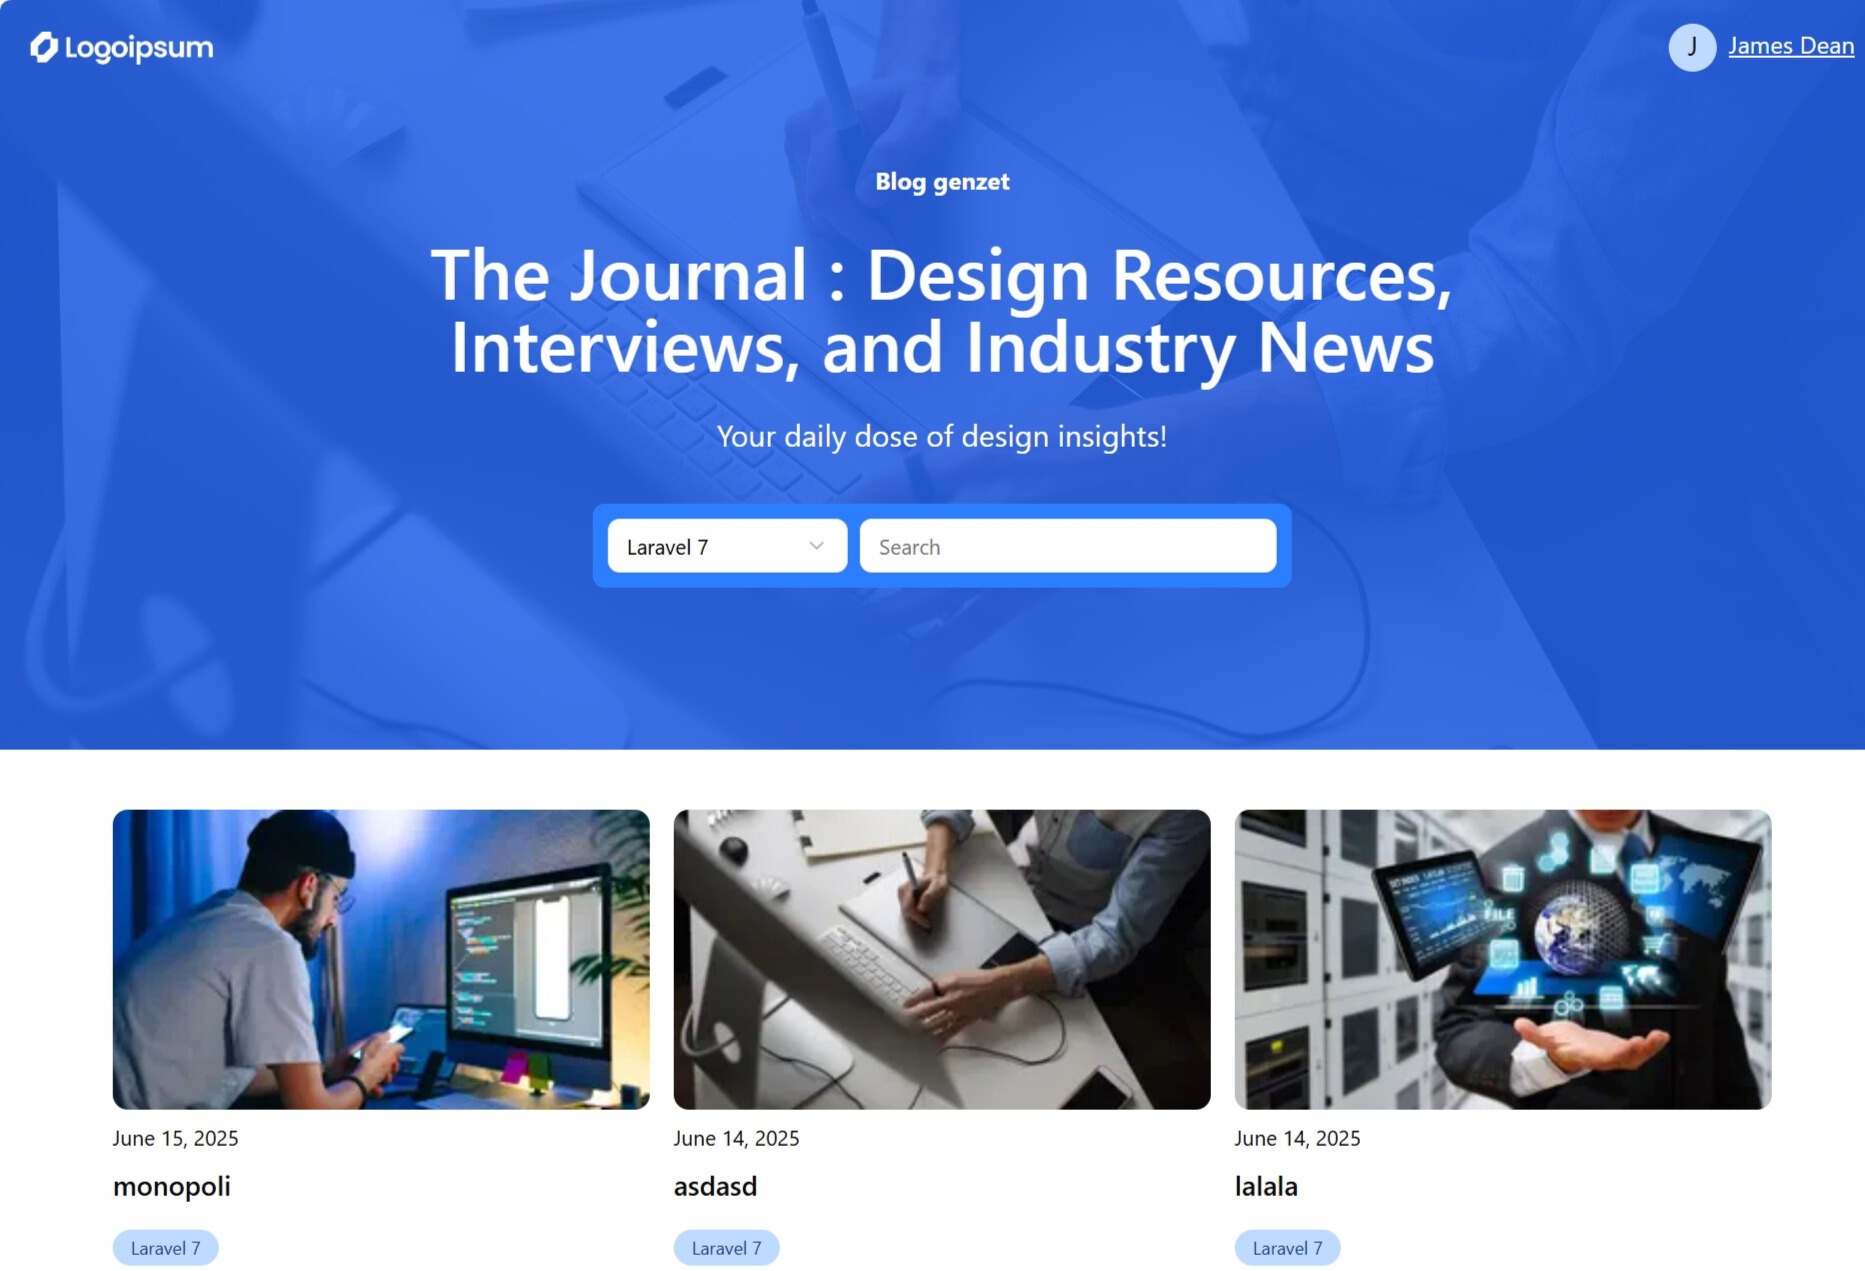 Logoipsum
J
James Dean
Blog genzet
The Journal : Design Resources,
Interviews, and Industry News
Your daily dose of design insights!
Laravel 7
Search
FILE
June 15, 2025
monopoli
Laravel 7
June 14, 2025
asdasd
Laravel 7
June 14, 2025
lalala
Laravel 7